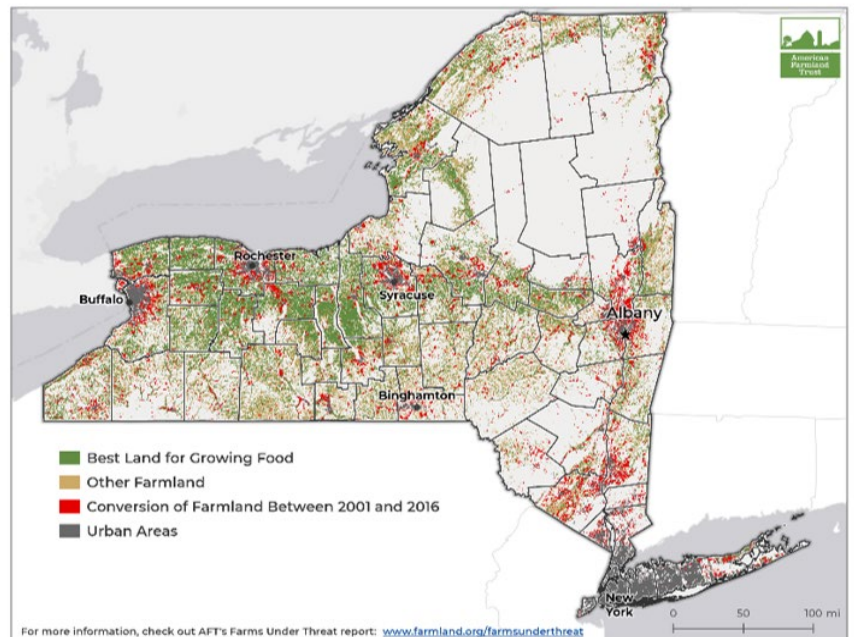 American
Farmland
Trust
Rochester
Buffalo
Syracuse
Albany
Binghamton
Best Land for Growing Food
Other Farmland
Conversion of Farmland Between 2001 and 2016
Urban Areas
New
York
0 50 100 mi
For more information, check out AFT's Farms Under Threat report: www.farmland.org/farmsunderthreat